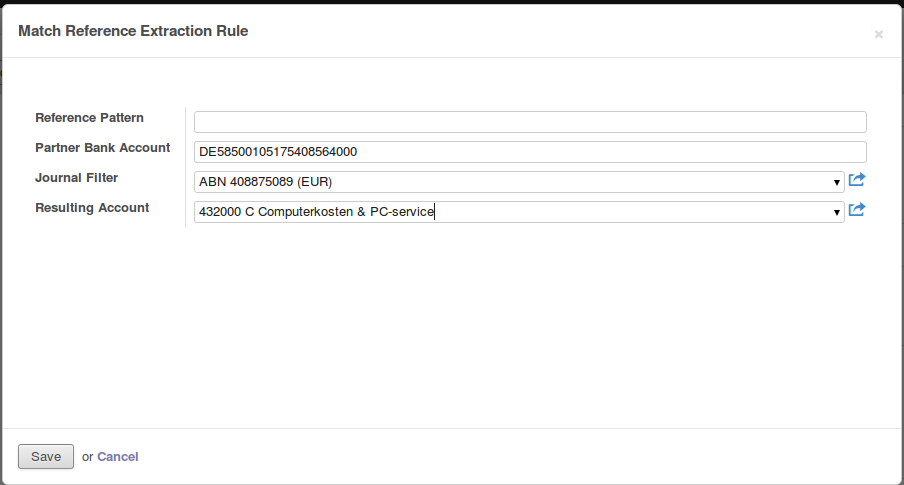 Match Reference Extraction Rule
×
Reference Pattern
Partner Bank Account DE58500105175408564000
Journal Filter ABN 408875089 (EUR)
Resulting Account 432000 C Computerkosten & PC-service
Save or Cancel